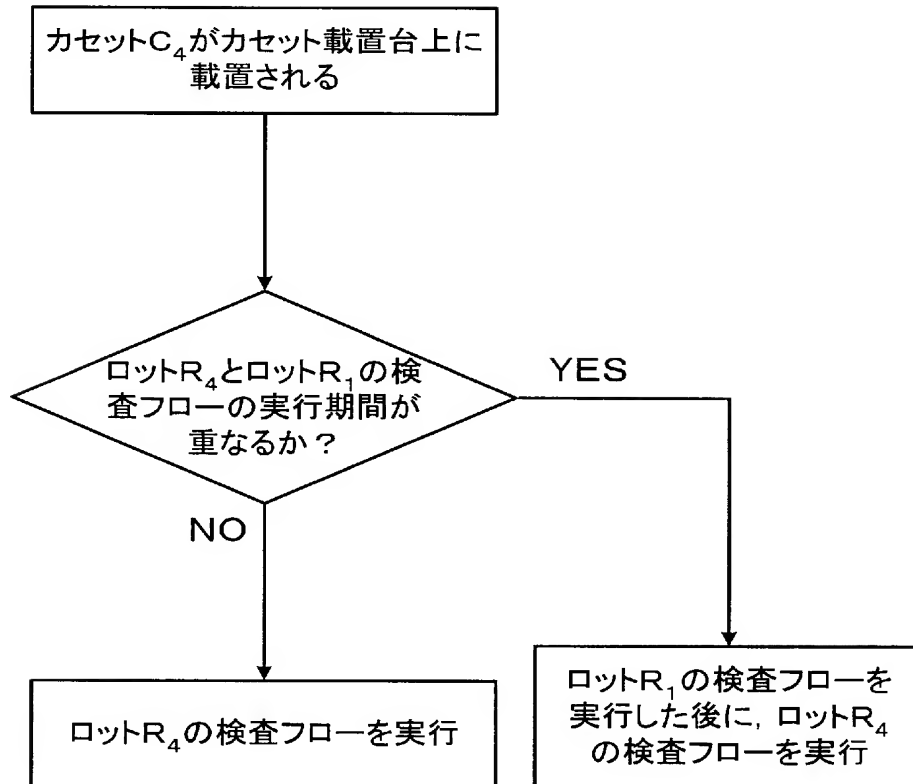 カセットC₄がカセット載置台上に
載置される
ロットR₄とロットR₁の検
査フローの実行期間が
重なるか？
YES
NO
ロットR₄の検査フローを実行
ロットR₁の検査フローを
実行した後に，ロットR₄
の検査フローを実行